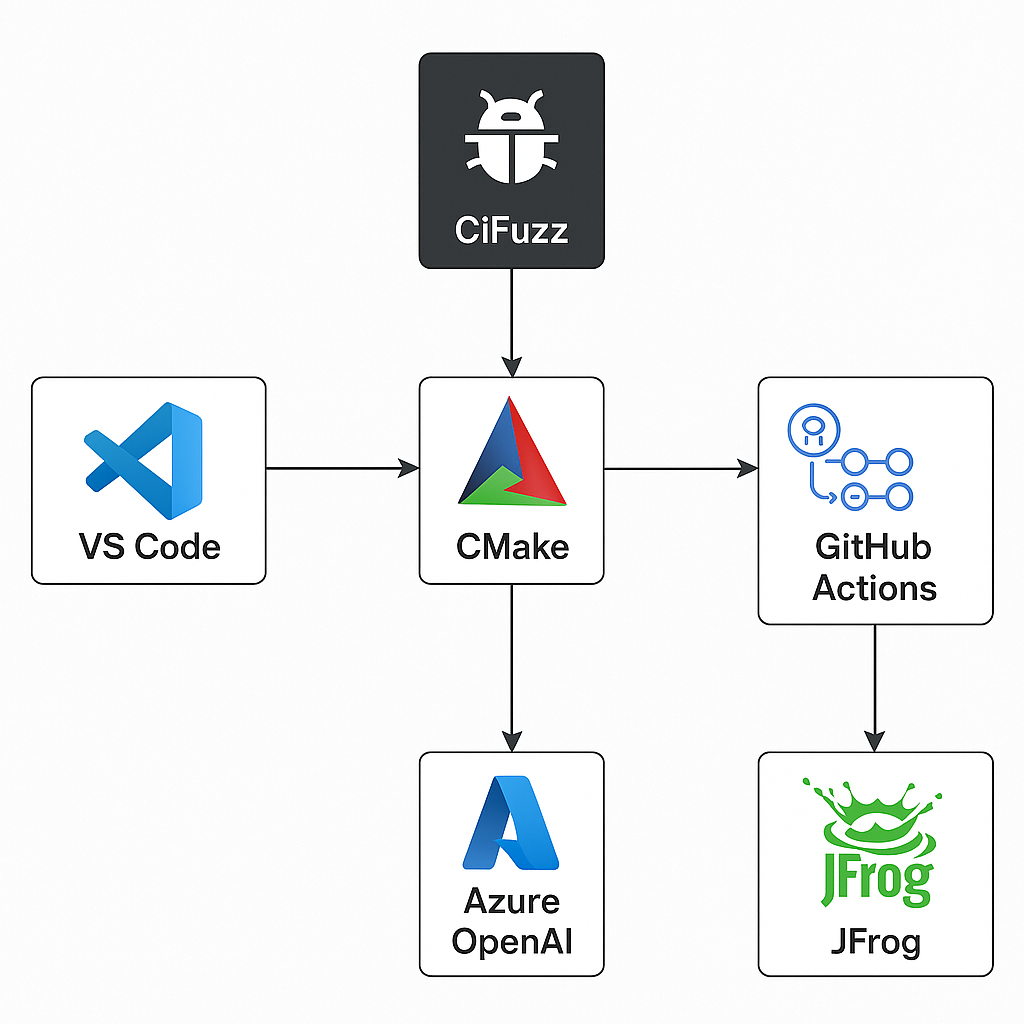 CiFuzz
VS Code
CMake
GitHub
Actions
Azure
OpenAI
JFrog
JFrog